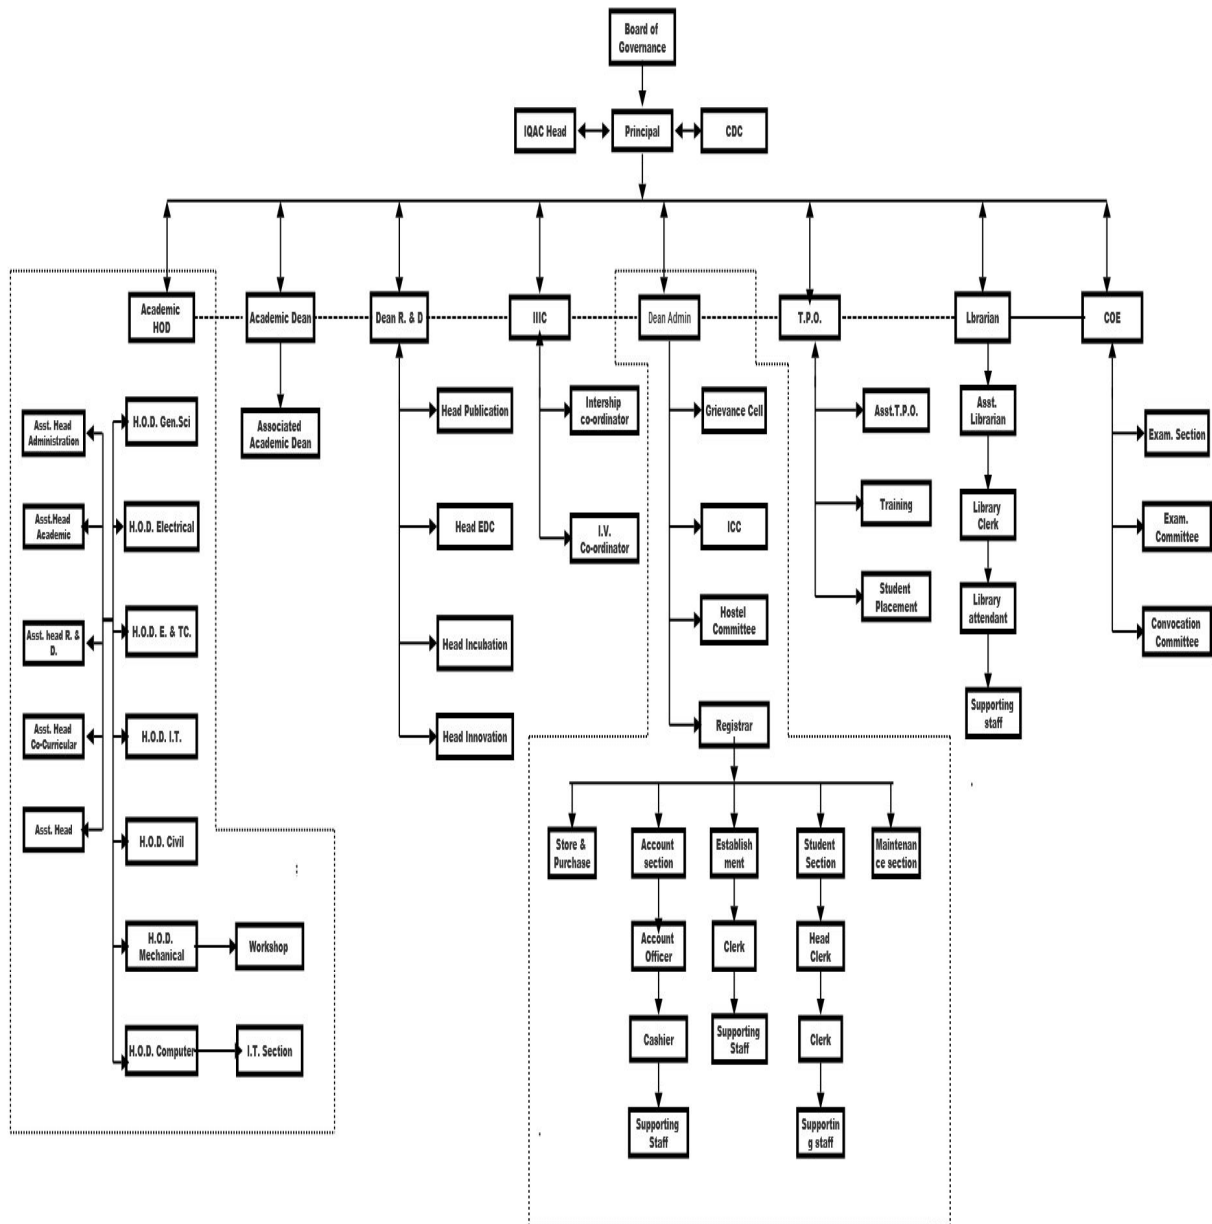 Board of
Governance
IQAC Head
Principal
CDC
Academic
HOD
Academic Dean
Dean R. & D
IIIC
Dean Admin
T.P.O.
Lbrarian
COE
Asst. Head
Administration
H.O.D. Gen.Sci
Asst.Head
Academic
H.O.D. Electrical
Asst. head R. &
D.
H.O.D. E. & TC.
Asst. Head
Co-Curricular
H.O.D. I.T.
Asst. Head
H.O.D. Civil
H.O.D.
Mechanical
Workshop
H.O.D. Computer
I.T. Section
Associated
Academic Dean
Head Publication
Head EDC
Head Incubation
Head Innovation
Intership
co-ordinator
I.V.
Co-ordinator
Grievance Cell
ICC
Hostel
Committee
Registrar
Store &
Purchase
Account
section
Establish
ment
Student
Section
Maintenan
ce section
Account
Officer
Clerk
Head
Clerk
Cashier
Supporting
Staff
Clerk
Supporting
Staff
Supportin
g staff
Asst.T.P.O.
Training
Student
Placement
Asst.
Librarian
Library
Clerk
Library
attendant
Supporting
staff
Exam. Section
Exam.
Committee
Convocation
Committee